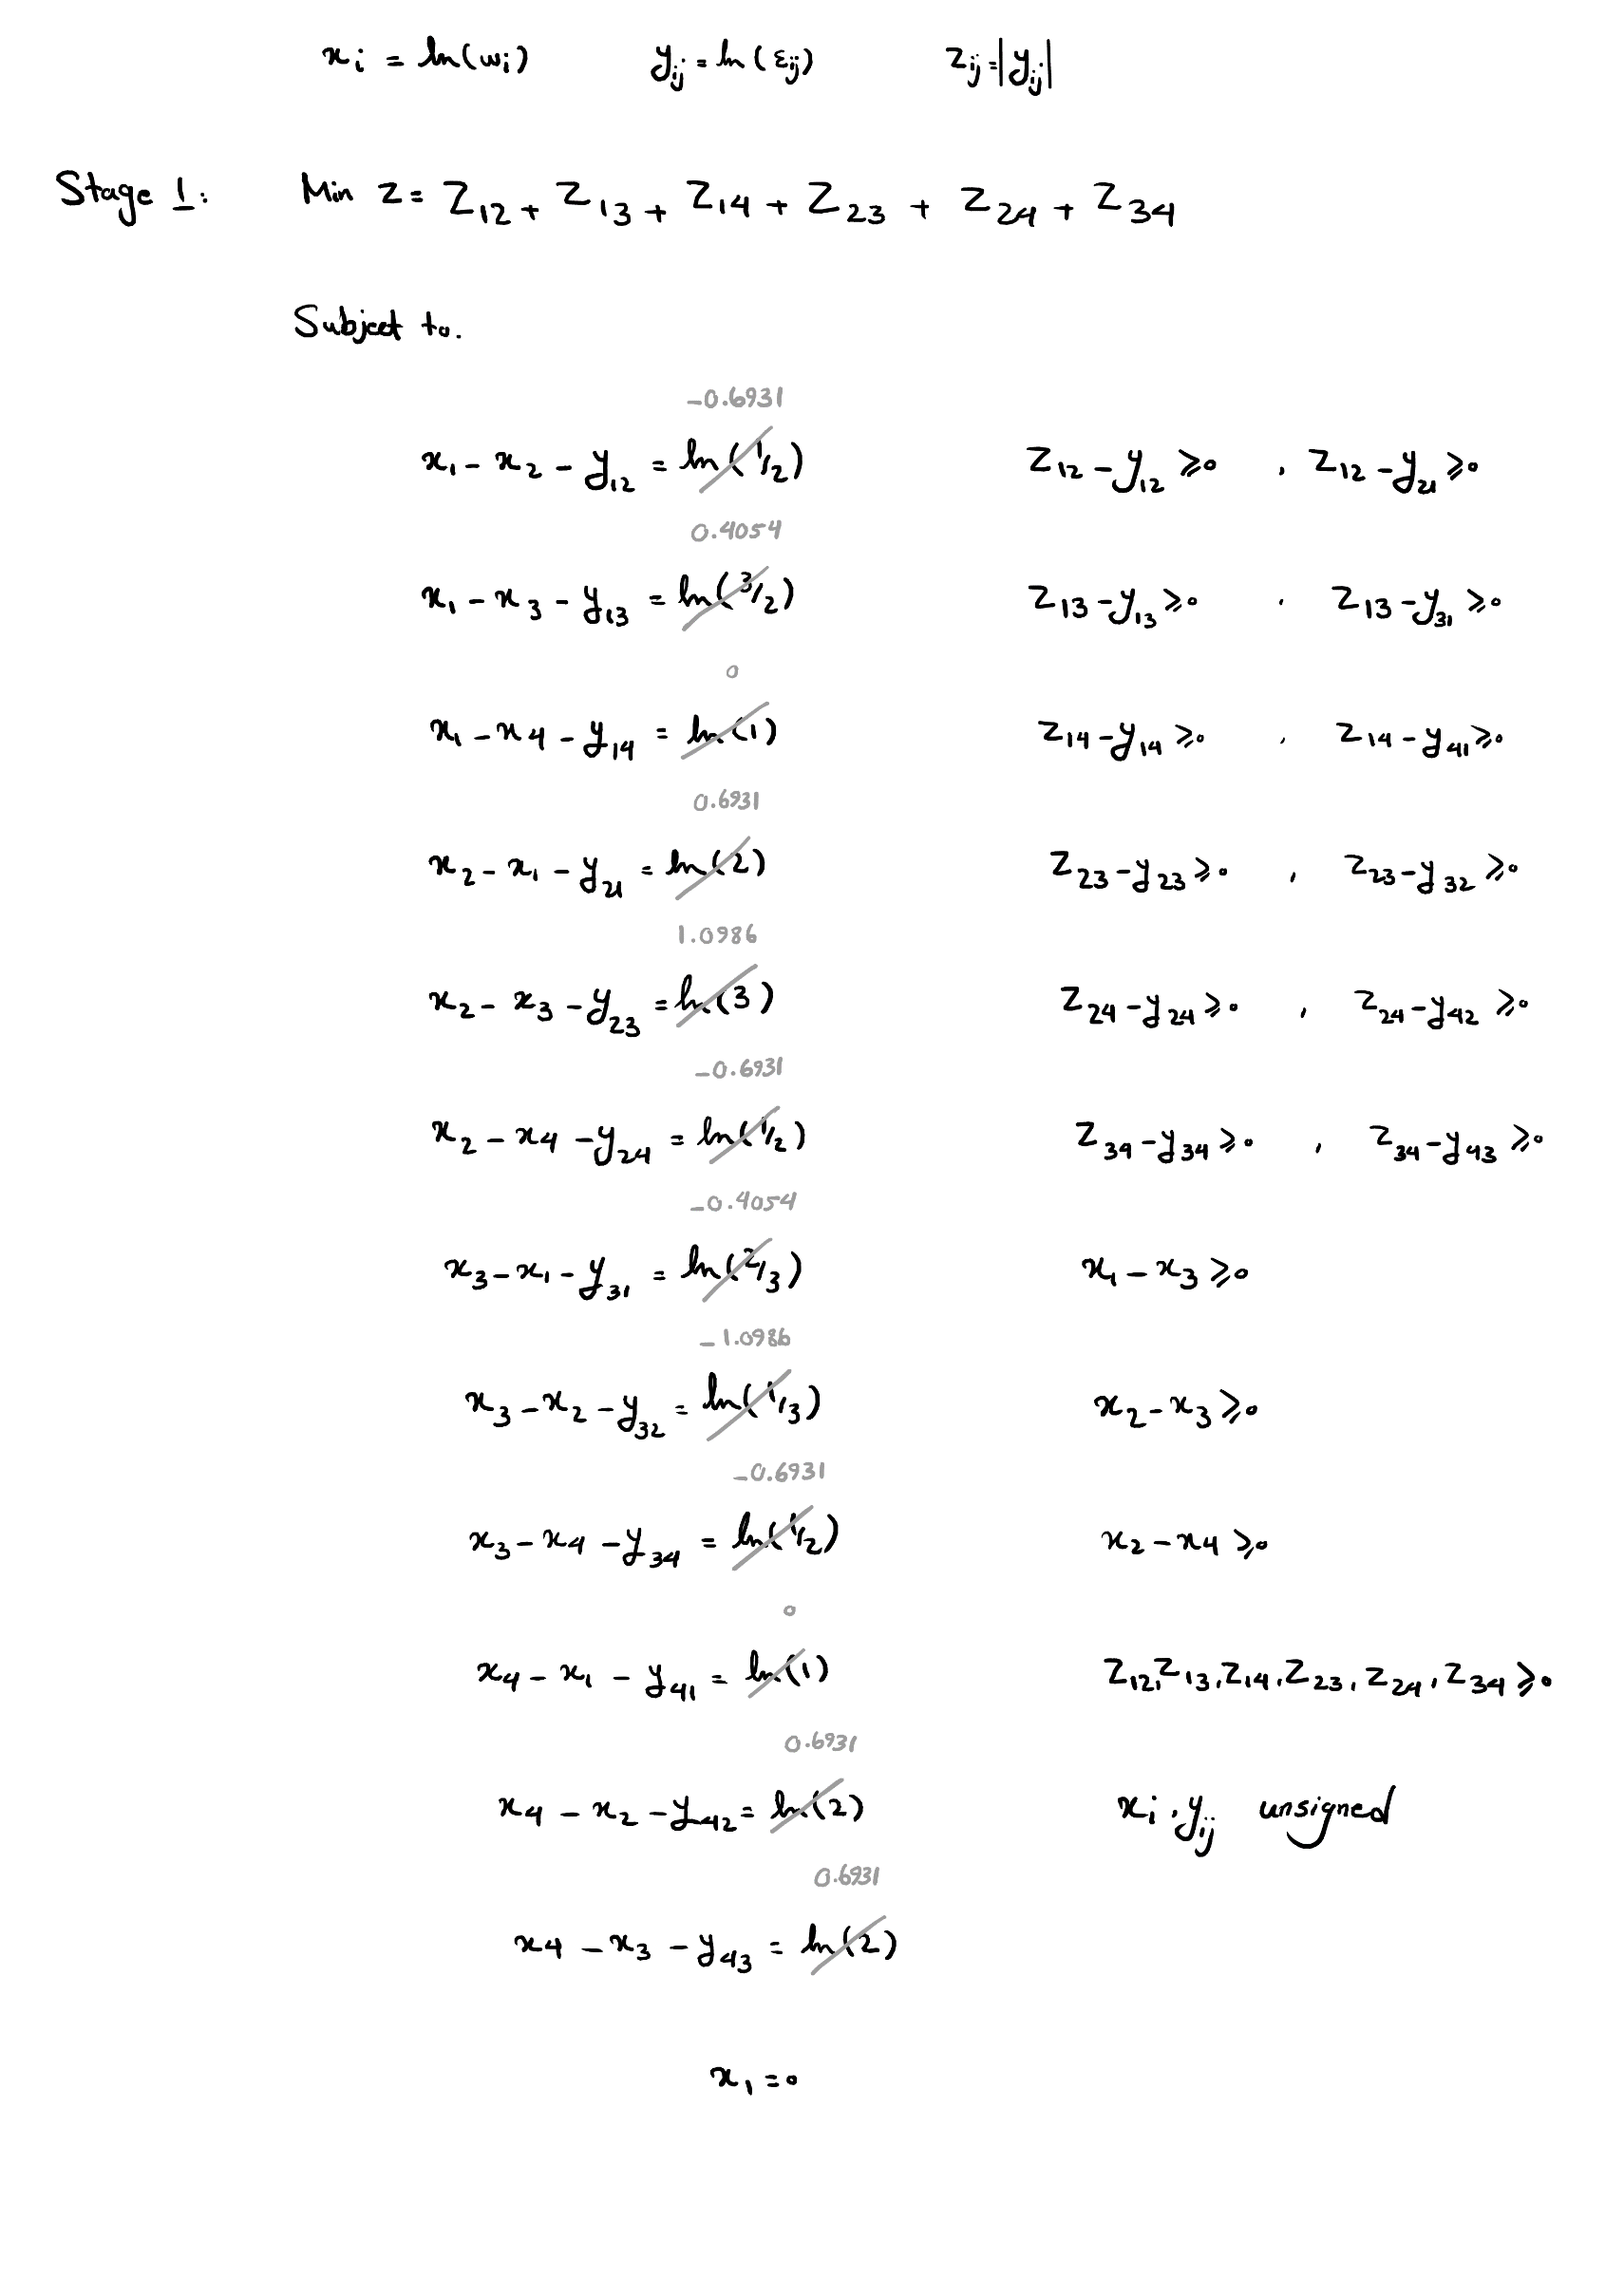 xᵢ = ln(wᵢ) yᵢⱼ = ln(εᵢⱼ) zᵢⱼ = |yᵢⱼ|
Stage 1: Min z = Z₁₂ + Z₁₃ + Z₁₄ + Z₂₃ + Z₂₄ + Z₃₄
Subject to.
-0.6931
x₁ - x₂ - y₁₂ = ln(1/2) Z₁₂ - y₁₂ ≥ 0 , Z₁₂ - y₂₁ ≥ 0
0.4054
x₁ - x₃ - y₁₃ = ln(3/2) Z₁₃ - y₁₃ ≥ 0 , Z₁₃ - y₃₁ ≥ 0
0
x₁ - x₄ - y₁₄ = ln(1) Z₁₄ - y₁₄ ≥ 0 , Z₁₄ - y₄₁ ≥ 0
0.6931
x₂ - x₁ - y₂₁ = ln(2) Z₂₃ - y₂₃ ≥ 0 , Z₂₃ - y₃₂ ≥ 0
1.0986
x₂ - x₃ - y₂₃ = ln(3) Z₂₄ - y₂₄ ≥ 0 , Z₂₄ - y₄₂ ≥ 0
-0.6931
x₂ - x₄ - y₂₄ = ln(1/2) Z₃₄ - y₃₄ ≥ 0 , Z₃₄ - y₄₃ ≥ 0
-0.4054
x₃ - x₁ - y₃₁ = ln(2/3) x₁ - x₃ ≥ 0
-1.0986
x₃ - x₂ - y₃₂ = ln(1/3) x₂ - x₃ ≥ 0
-0.6931
x₃ - x₄ - y₃₄ = ln(1/2) x₂ - x₄ ≥ 0
0
x₄ - x₁ - y₄₁ = ln(1) Z₁₂, Z₁₃, Z₁₄, Z₂₃, Z₂₄, Z₃₄ ≥ 0
0.6931
x₄ - x₂ - y₄₂ = ln(2) xᵢ , yᵢⱼ unsigned
0.6931
x₄ - x₃ - y₄₃ = ln(2)
x₁ = 0